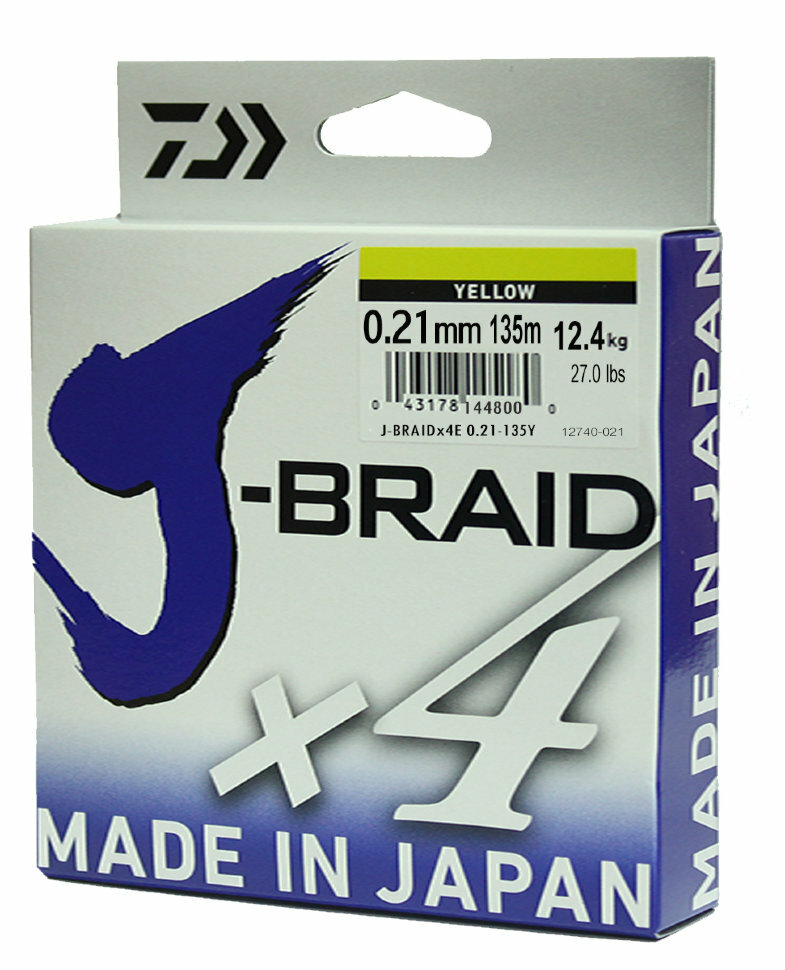 YELLOW
0.21mm 135m 12.4kg
27.0 lbs
0 43178 144800 0
J-BRAIDx4E 0.21-135Y 12740-021
J-BRAID
×4
MADE IN JAPAN
MADE IN JAPAN